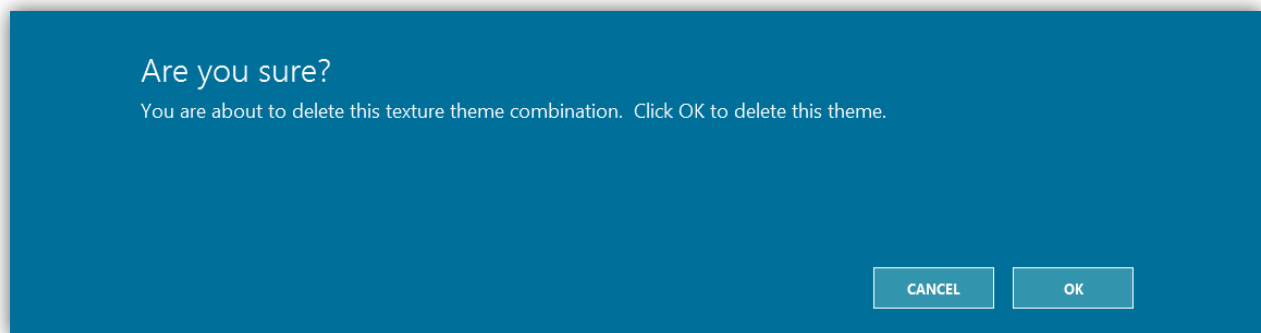 Are you sure?
You are about to delete this texture theme combination.  Click OK to delete this theme.
CANCEL
OK